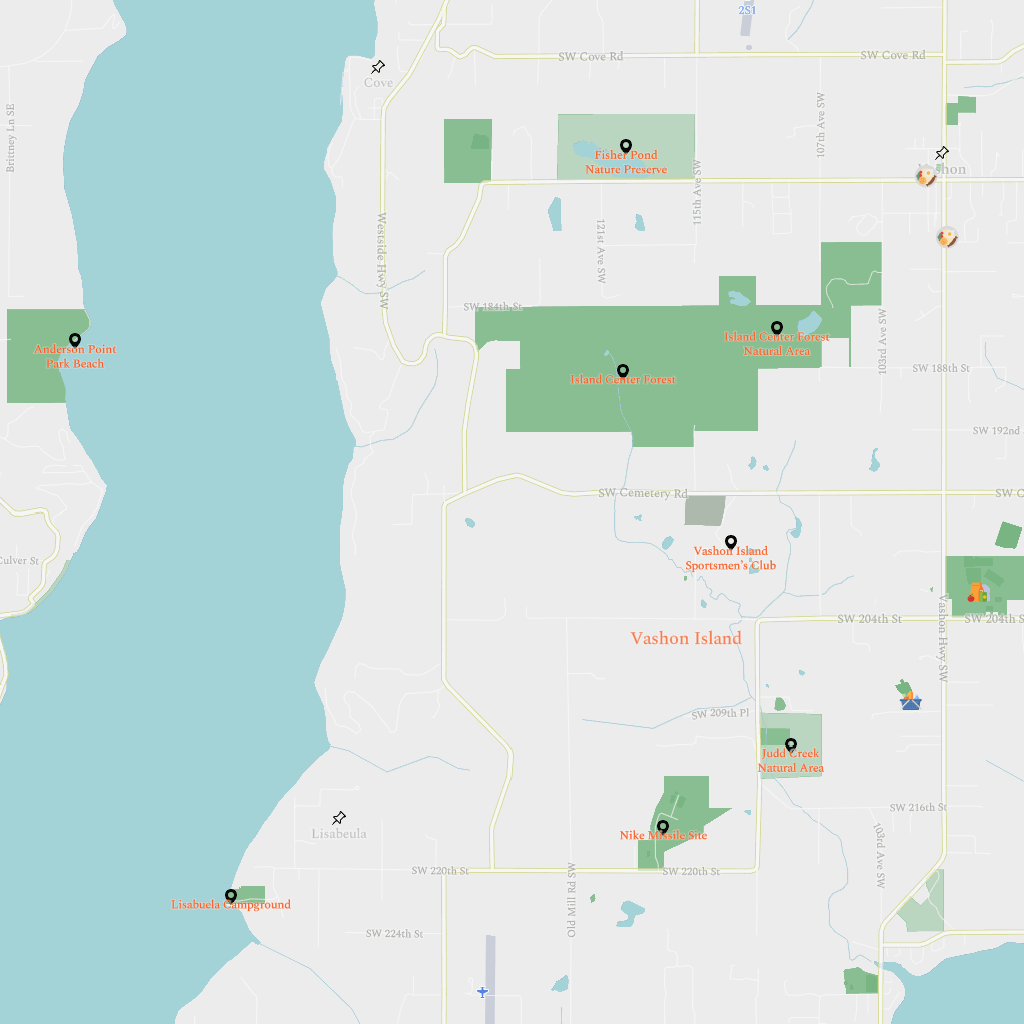 2S1
SW Cove Rd
SW Cove Rd
Cove
Brittney Ln SE
107th Ave SW
Fisher Pond
Nature Preserve
Vashon
115th Ave SW
Westside Hwy SW
121st Ave SW
SW 184th St
Anderson Point
Park Beach
Island Center Forest
Natural Area
103rd Ave SW
SW 188th St
Island Center Forest
SW 192nd
SW Cemetery Rd
SW C
Vashon Island
Sportsmen's Club
Culver St
Vashon Hwy SW
SW 204th St
SW 204th S
Vashon Island
SW 209th Pl
Judd Creek
Natural Area
SW 216th St
Lisabeula
Nike Missile Site
103rd Ave SW
SW 220th St
SW 220th St
Old Mill Rd SW
Lisabuela Campground
SW 224th St